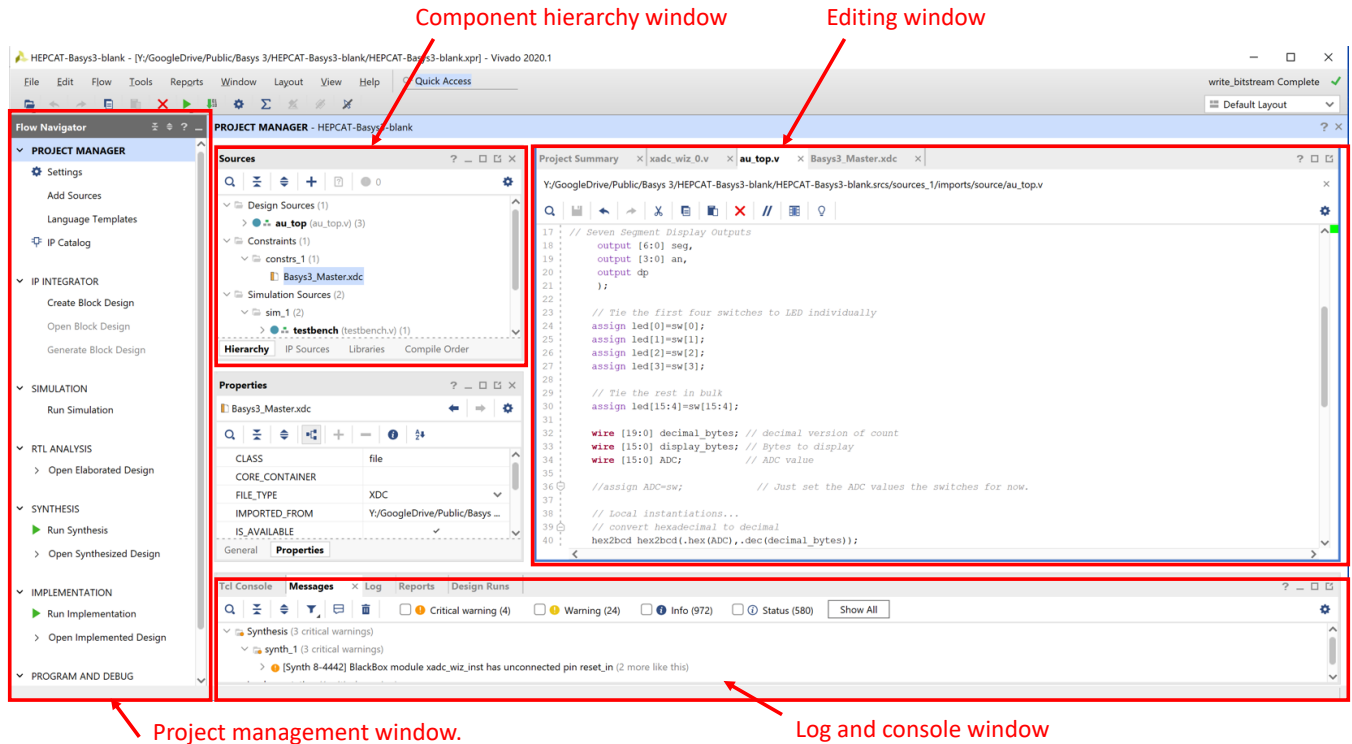 Component hierarchy window
Editing window
HEPCAT-Basys3-blank - [Y:/GoogleDrive/Public/Basys 3/HEPCAT-Basys3-blank/HEPCAT-Basys3-blank.xpr] - Vivado 2020.1
File Edit Flow Tools Reports Window Layout View Help Quick Access
write_bitstream Complete
Default Layout
Flow Navigator
PROJECT MANAGER
Settings
Add Sources
Language Templates
IP Catalog
IP INTEGRATOR
Create Block Design
Open Block Design
Generate Block Design
SIMULATION
Run Simulation
RTL ANALYSIS
Open Elaborated Design
SYNTHESIS
Run Synthesis
Open Synthesized Design
IMPLEMENTATION
Run Implementation
Open Implemented Design
PROGRAM AND DEBUG
PROJECT MANAGER - HEPCAT-Basys3-blank
Sources
0
Design Sources (1)
au_top (au_top.v) (3)
Constraints (1)
constrs_1 (1)
Basys3_Master.xdc
Simulation Sources (2)
sim_1 (2)
testbench (testbench.v) (1)
Hierarchy IP Sources Libraries Compile Order
Properties
Basys3_Master.xdc
CLASS file
CORE_CONTAINER
FILE_TYPE XDC
IMPORTED_FROM Y:/GoogleDrive/Public/Basys ...
IS_AVAILABLE
General Properties
Project Summary xadc_wiz_0.v au_top.v Basys3_Master.xdc
Y:/GoogleDrive/Public/Basys 3/HEPCAT-Basys3-blank/HEPCAT-Basys3-blank.srcs/sources_1/imports/source/au_top.v
17 // Seven Segment Display Outputs
18 output [6:0] seg,
19 output [3:0] an,
20 output dp
21 );
22
23 // Tie the first four switches to LED individually
24 assign led[0]=sw[0];
25 assign led[1]=sw[1];
26 assign led[2]=sw[2];
27 assign led[3]=sw[3];
28
29 // Tie the rest in bulk
30 assign led[15:4]=sw[15:4];
31
32 wire [19:0] decimal_bytes; // decimal version of count
33 wire [15:0] display_bytes; // Bytes to display
34 wire [15:0] ADC; // ADC value
35
36 //assign ADC=sw; // Just set the ADC values the switches for now.
37
38 // Local instantiations...
39 // convert hexadecimal to decimal
40 hex2bcd hex2bcd(.hex(ADC),.dec(decimal_bytes));
Tcl Console Messages Log Reports Design Runs
Critical warning (4) Warning (24) Info (972) Status (580) Show All
Synthesis (3 critical warnings)
synth_1 (3 critical warnings)
[Synth 8-4442] BlackBox module xadc_wiz_inst has unconnected pin reset_in (2 more like this)
Project management window.
Log and console window